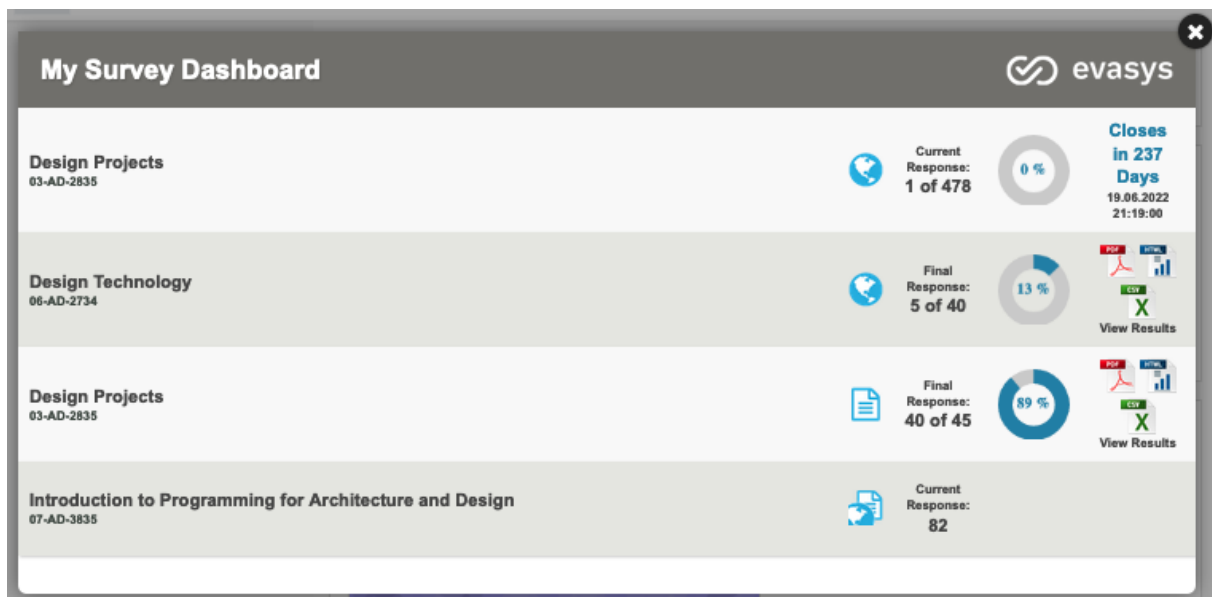 My Survey Dashboard
evasys
Design Projects
03-AD-2835
Current
Response:
1 of 478
0 %
Closes
in 237
Days
19.06.2022
21:19:00
Design Technology
06-AD-2734
Final
Response:
5 of 40
13 %
PDF HTML
CSV
X
View Results
Design Projects
03-AD-2835
Final
Response:
40 of 45
89 %
PDF HTML
CSV
X
View Results
Introduction to Programming for Architecture and Design
07-AD-3835
Current
Response:
82